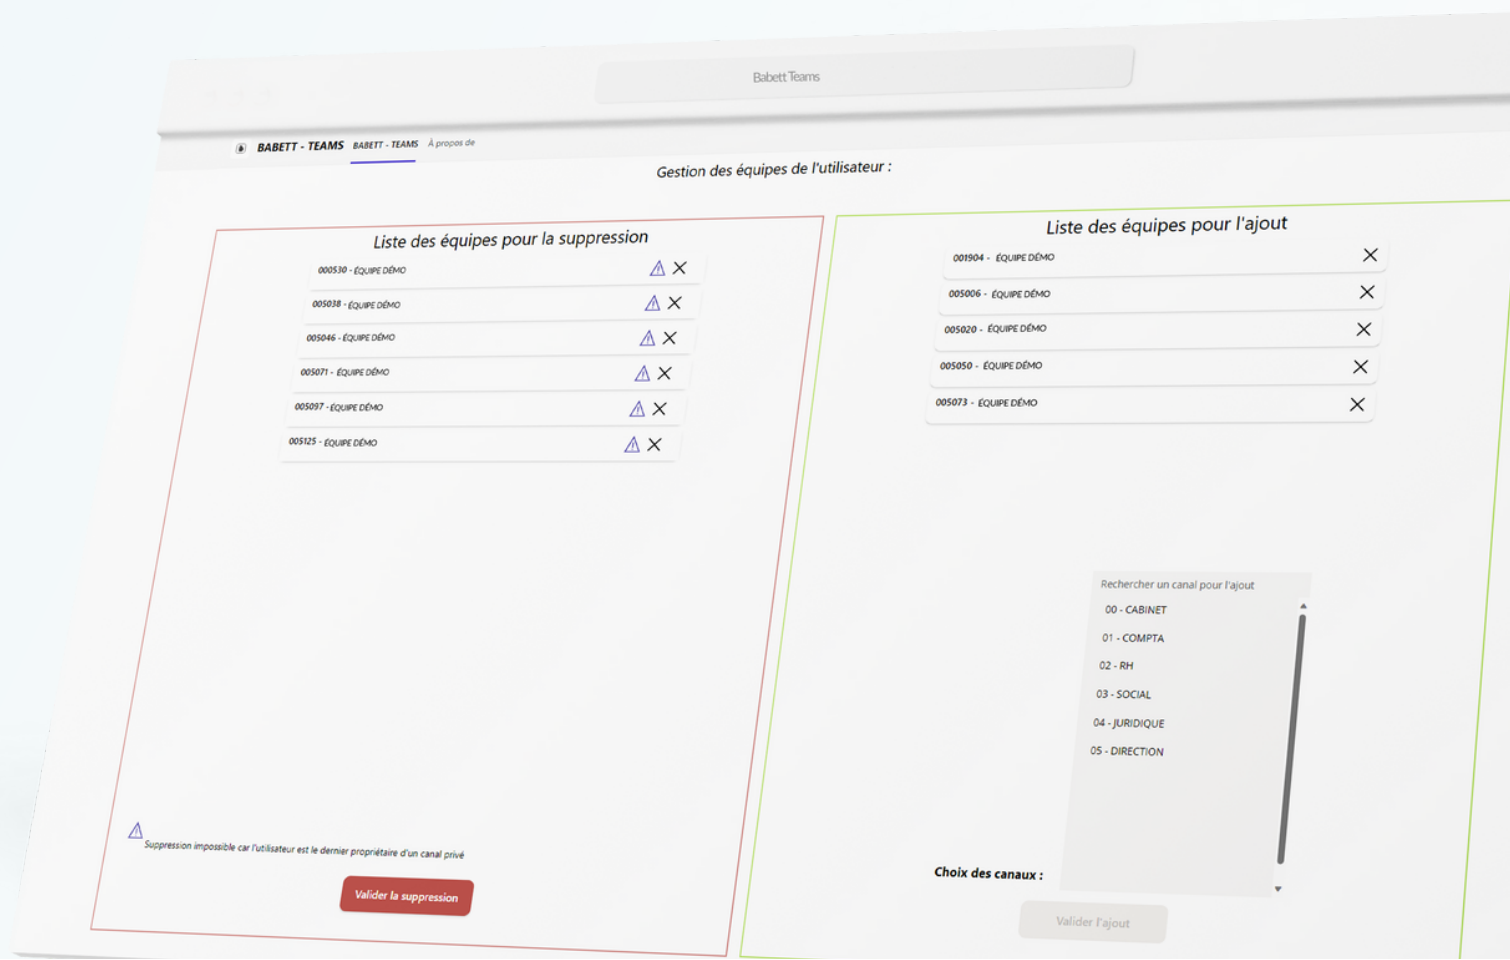 Babett Teams
BABETT - TEAMS BABETT - TEAMS À propos de
Gestion des équipes de l'utilisateur :
Liste des équipes pour la suppression
000530 - ÉQUIPE DÉMO
005038 - ÉQUIPE DÉMO
005046 - ÉQUIPE DÉMO
005071 - ÉQUIPE DÉMO
005097 - ÉQUIPE DÉMO
005125 - ÉQUIPE DÉMO
Suppression impossible car l'utilisateur est le dernier propriétaire d'un canal privé
Valider la suppression
Liste des équipes pour l'ajout
001904 - ÉQUIPE DÉMO
005006 - ÉQUIPE DÉMO
005020 - ÉQUIPE DÉMO
005050 - ÉQUIPE DÉMO
005073 - ÉQUIPE DÉMO
Rechercher un canal pour l'ajout
00 - CABINET
01 - COMPTA
02 - RH
03 - SOCIAL
04 - JURIDIQUE
05 - DIRECTION
Choix des canaux :
Valider l'ajout